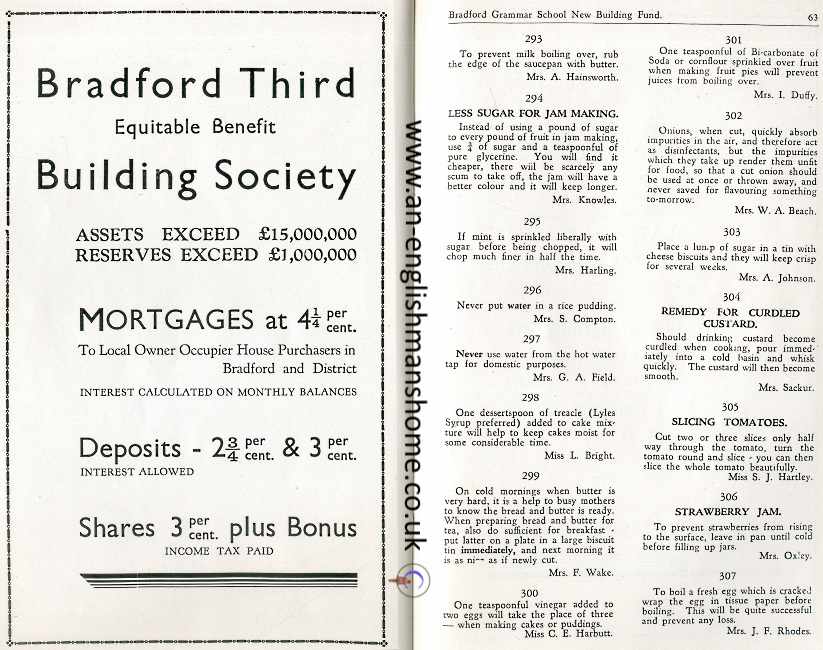 Bradford Third
Equitable Benefit
Building Society
ASSETS EXCEED £15,000,000
RESERVES EXCEED £1,000,000
MORTGAGES at 4¼ per cent.
To Local Owner Occupier House Purchasers in
Bradford and District
INTEREST CALCULATED ON MONTHLY BALANCES
Deposits - 2¾ per cent. & 3 per cent.
INTEREST ALLOWED
Shares 3 per cent. plus Bonus
INCOME TAX PAID
www.an-englishmanshome.co.uk
Bradford Grammar School New Building Fund. 63
293
To prevent milk boiling over, rub
the edge of the saucepan with butter.
Mrs. A. Hainsworth.
294
LESS SUGAR FOR JAM MAKING.
Instead of using a pound of sugar
to every pound of fruit in jam making,
use ¾ of sugar and a teaspoonful of
pure glycerine. You will find it
cheaper, there will be scarcely any
scum to take off, the jam will have a
better colour and it will keep longer.
Mrs. Knowles.
295
If mint is sprinkled liberally with
sugar before being chopped, it will
chop much finer in half the time.
Mrs. Harling.
296
Never put water in a rice pudding.
Mrs. S. Compton.
297
Never use water from the hot water
tap for domestic purposes.
Mrs. G. A. Field.
298
One dessertspoon of treacle (Lyles
Syrup preferred) added to cake mix-
ture will help to keep cakes moist for
some considerable time.
Miss L. Bright.
299
On cold mornings when butter is
very hard, it is a help to busy mothers
to know the bread and butter is ready.
When preparing bread and butter for
tea, also do sufficient for breakfast -
put latter on a plate in a large biscuit
tin immediately, and next morning it
is as as if newly cut.
Mrs. F. Wake.
300
One teaspoonful vinegar added to
two eggs will take the place of three
— when making cakes or puddings.
Miss C. E. Harbutt.
301
One teaspoonful of Bi-carbonate of
Soda or cornflour sprinkled over fruit
when making fruit pies will prevent
juices from boiling over.
Mrs. I. Duffy.
302
Onions, when cut, quickly absorb
impurities in the air, and therefore act
as disinfectants, but the impurities
which they take up render them unfit
for food, so that a cut onion should
be used at once or thrown away, and
never saved for flavouring something
to-morrow.
Mrs. W. A. Beach.
303
Place a lump of sugar in a tin with
cheese biscuits and they will keep crisp
for several weeks.
Mrs. A. Johnson.
304
REMEDY FOR CURDLED
CUSTARD.
Should drinking custard become
curdled when cooking, pour immed-
iately into a cold basin and whisk
quickly. The custard will then become
smooth.
Mrs. Sackur.
305
SLICING TOMATOES.
Cut two or three slices only half
way through the tomato, turn the
tomato round and slice - you can then
slice the whole tomato beautifully.
Miss S. J. Hartley.
306
STRAWBERRY JAM.
To prevent strawberries from rising
to the surface, leave in pan until cold
before filling up jars.
Mrs. Oxley.
307
To boil a fresh egg which is cracked
wrap the egg in tissue paper before
boiling. This will be quite successful
and prevent any loss.
Mrs. J. F. Rhodes.